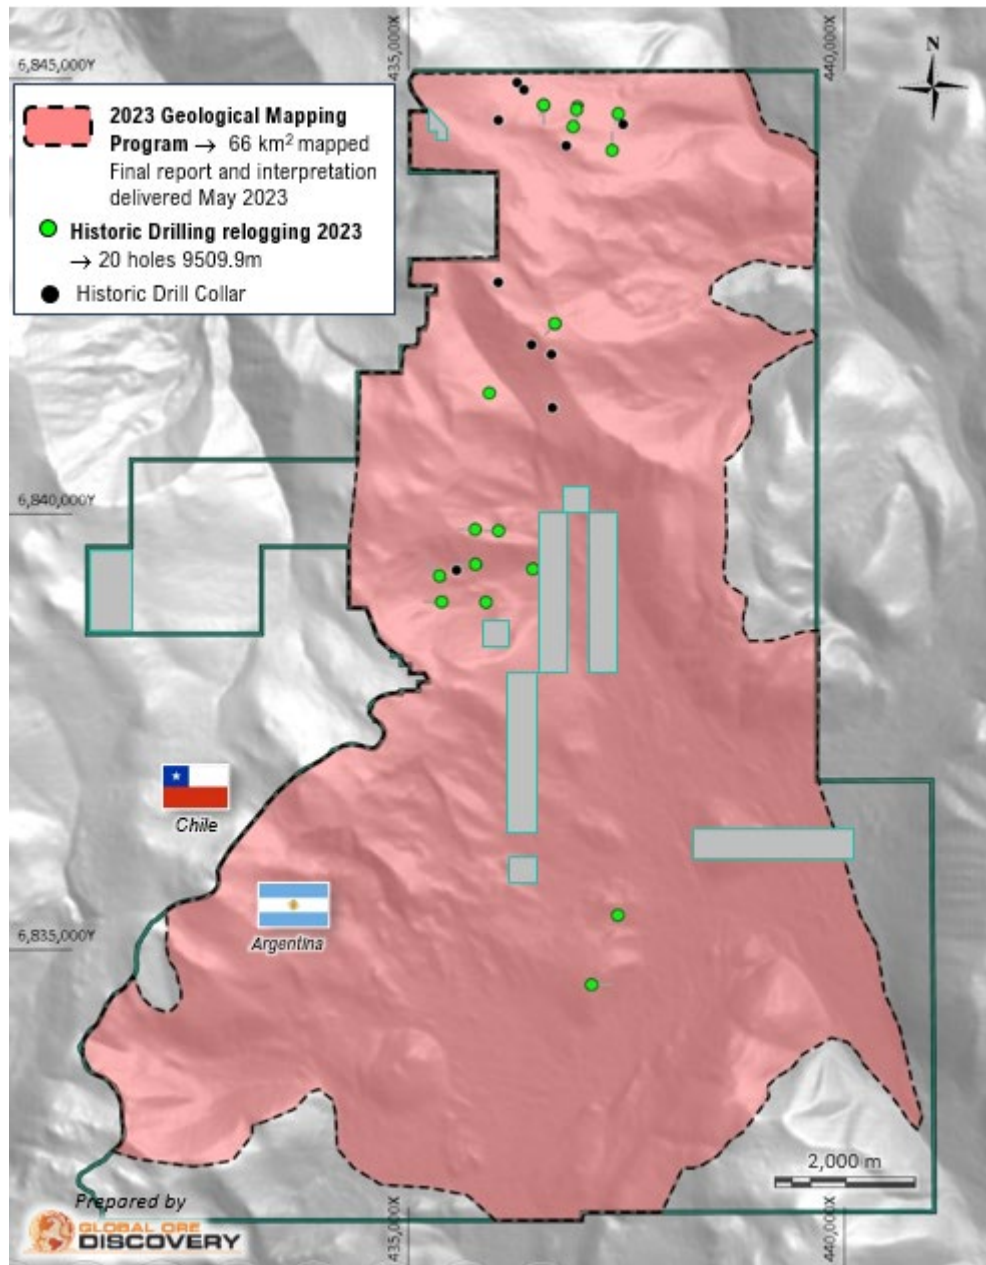 435,000X
440,000X
6,845,000Y
N
2023 Geological Mapping
Program → 66 km² mapped
Final report and interpretation
delivered May 2023
Historic Drilling relogging 2023
→ 20 holes 9509.9m
Historic Drill Collar
6,840,000Y
Chile
Argentina
6,835,000Y
2,000 m
Prepared by
GLOBAL ORE
DISCOVERY
435,000X
440,000X